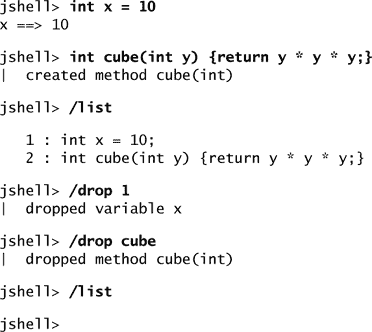 jshell> int x = 10
x ==> 10
jshell> int cube(int y) {return y * y * y;}
| created method cube(int)
jshell> /list
1 : int x = 10;
2 : int cube(int y) {return y * y * y;}
jshell> /drop 1
| dropped variable x
jshell> /drop cube
| dropped method cube(int)
jshell> /list
jshell>